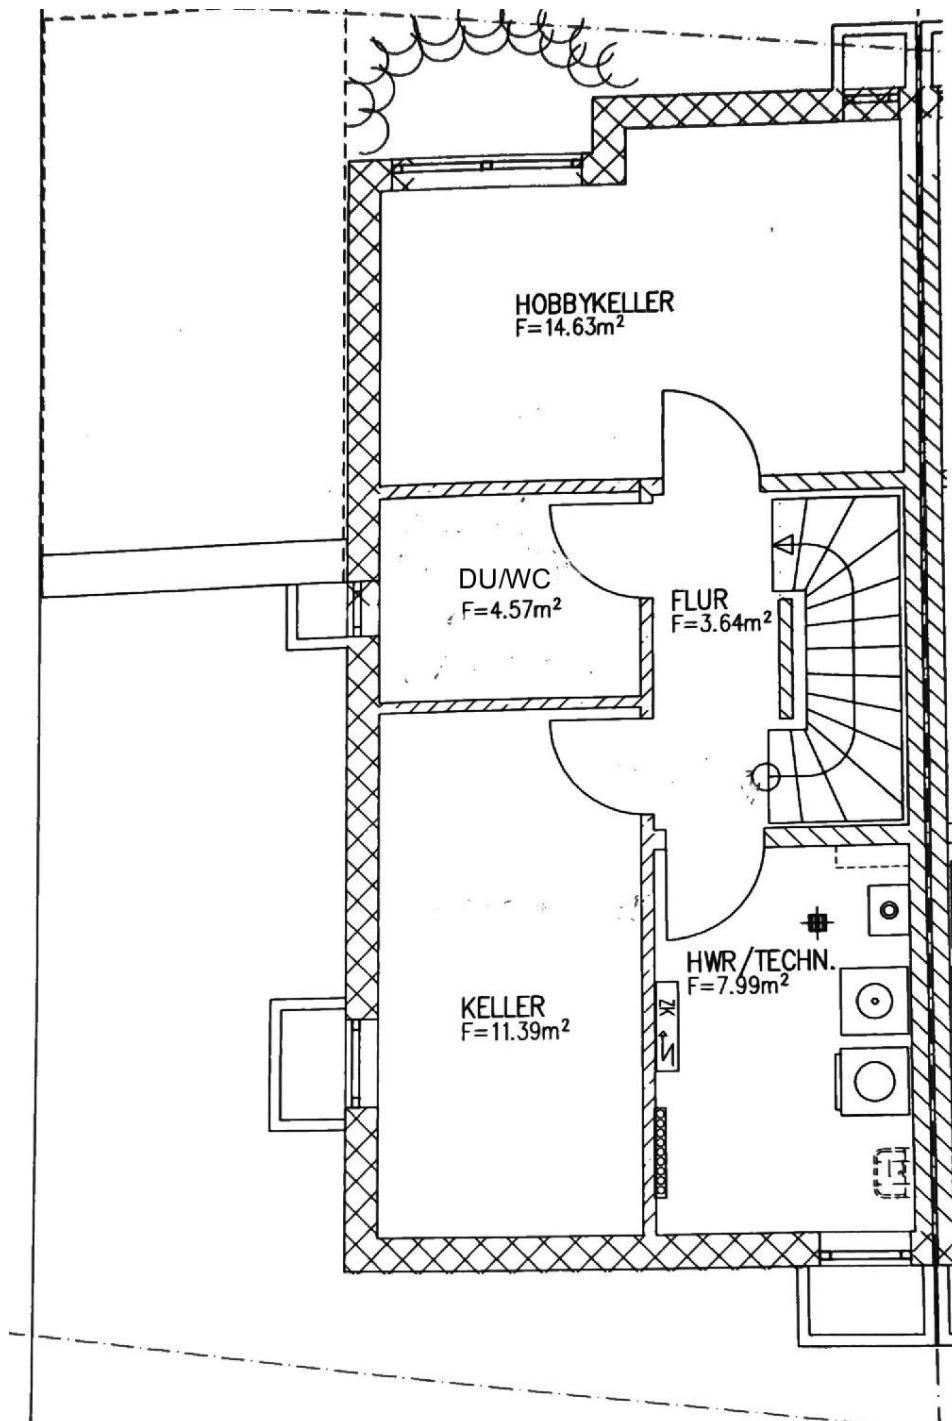 HOBBYKELLER
F=14.63m²
DU/WC
F=4.57m²
FLUR
F=3.64m²
HWR/TECHN.
F=7.99m²
ZK
KELLER
F=11.39m²